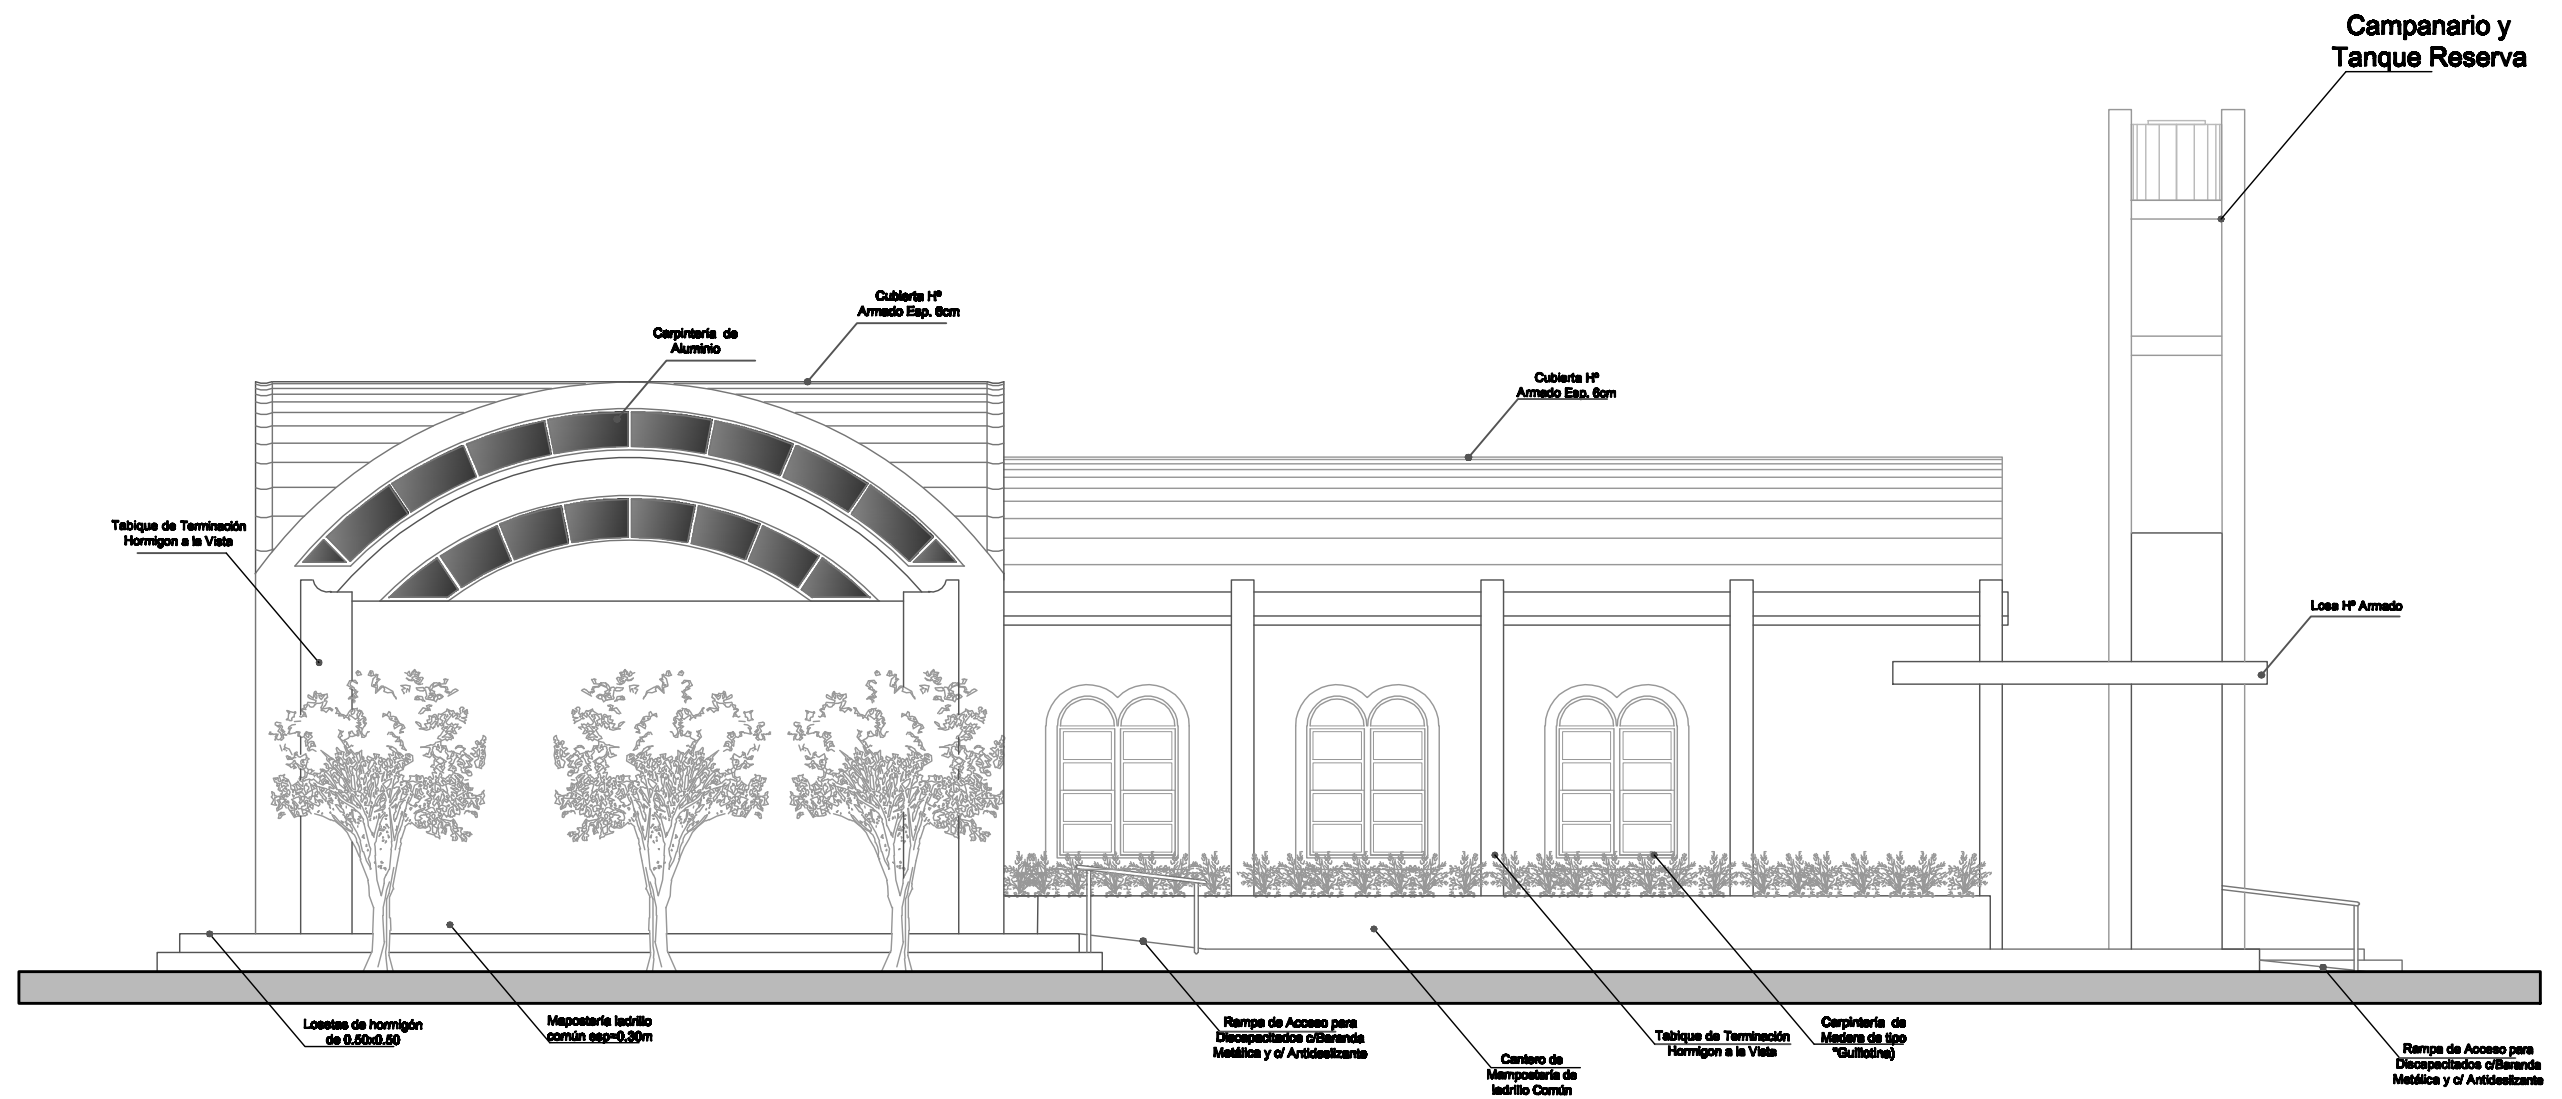 Campanario y
Tanque Reserva
Cubierta Hº
Armado Esp. 6cm
Carpintería de
Aluminio
Cubierta Hº
Armado Esp. 6cm
Tabique de Terminación
Hormigon a la Vista
Losa Hº Armado
Losetas de hormigón
de 0.50x0.50
Mapostería ladrillo
común esp=0.30m
Rampa de Acceso para
Discapacitados c/Baranda
Metálica y c/ Antideslizante
Cantero de
Mampostería de
ladrillo Común
Tabique de Terminación
Hormigon a la Vista
Carpintería de
Madera de tipo
"Guillotina)
Rampa de Acceso para
Discapacitados c/Baranda
Metálica y c/ Antideslizante